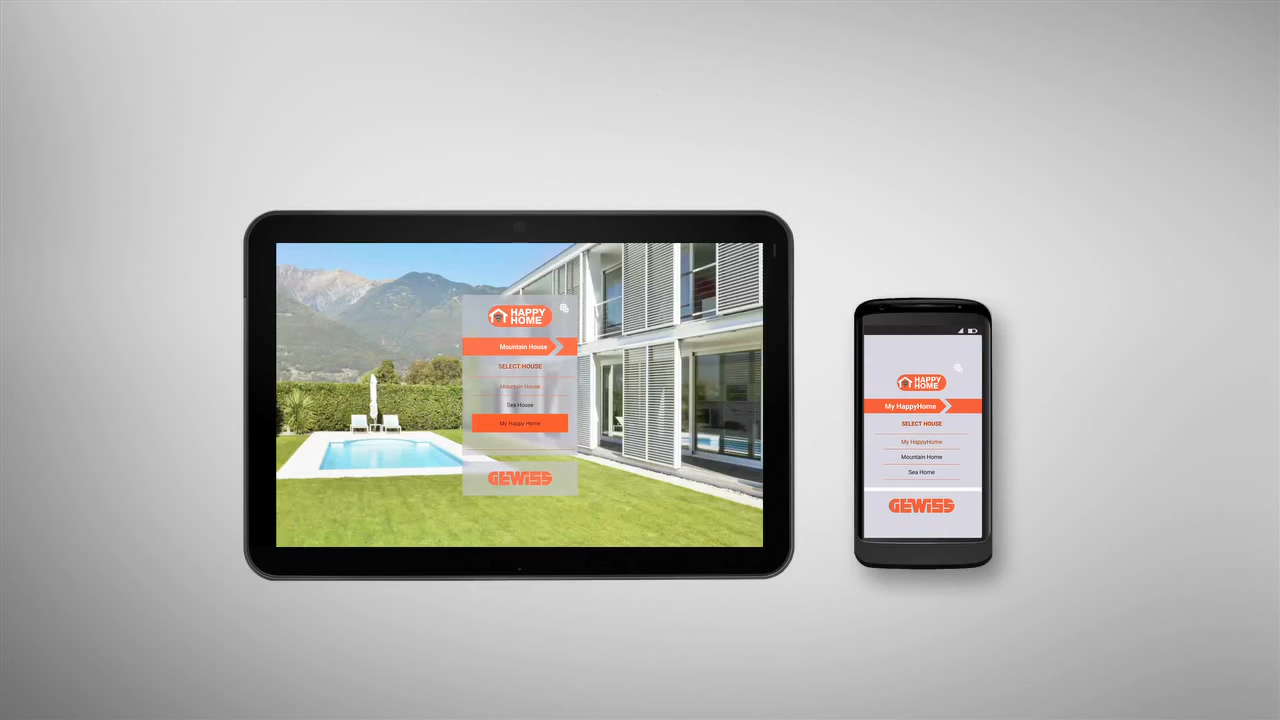 HAPPY
HOME
Mountain House
SELECT HOUSE
Mountain House
Sea House
My Happy Home
GEWISS
HAPPY
HOME
My HappyHome
SELECT HOUSE
My HappyHome
Mountain Home
Sea Home
GEWISS